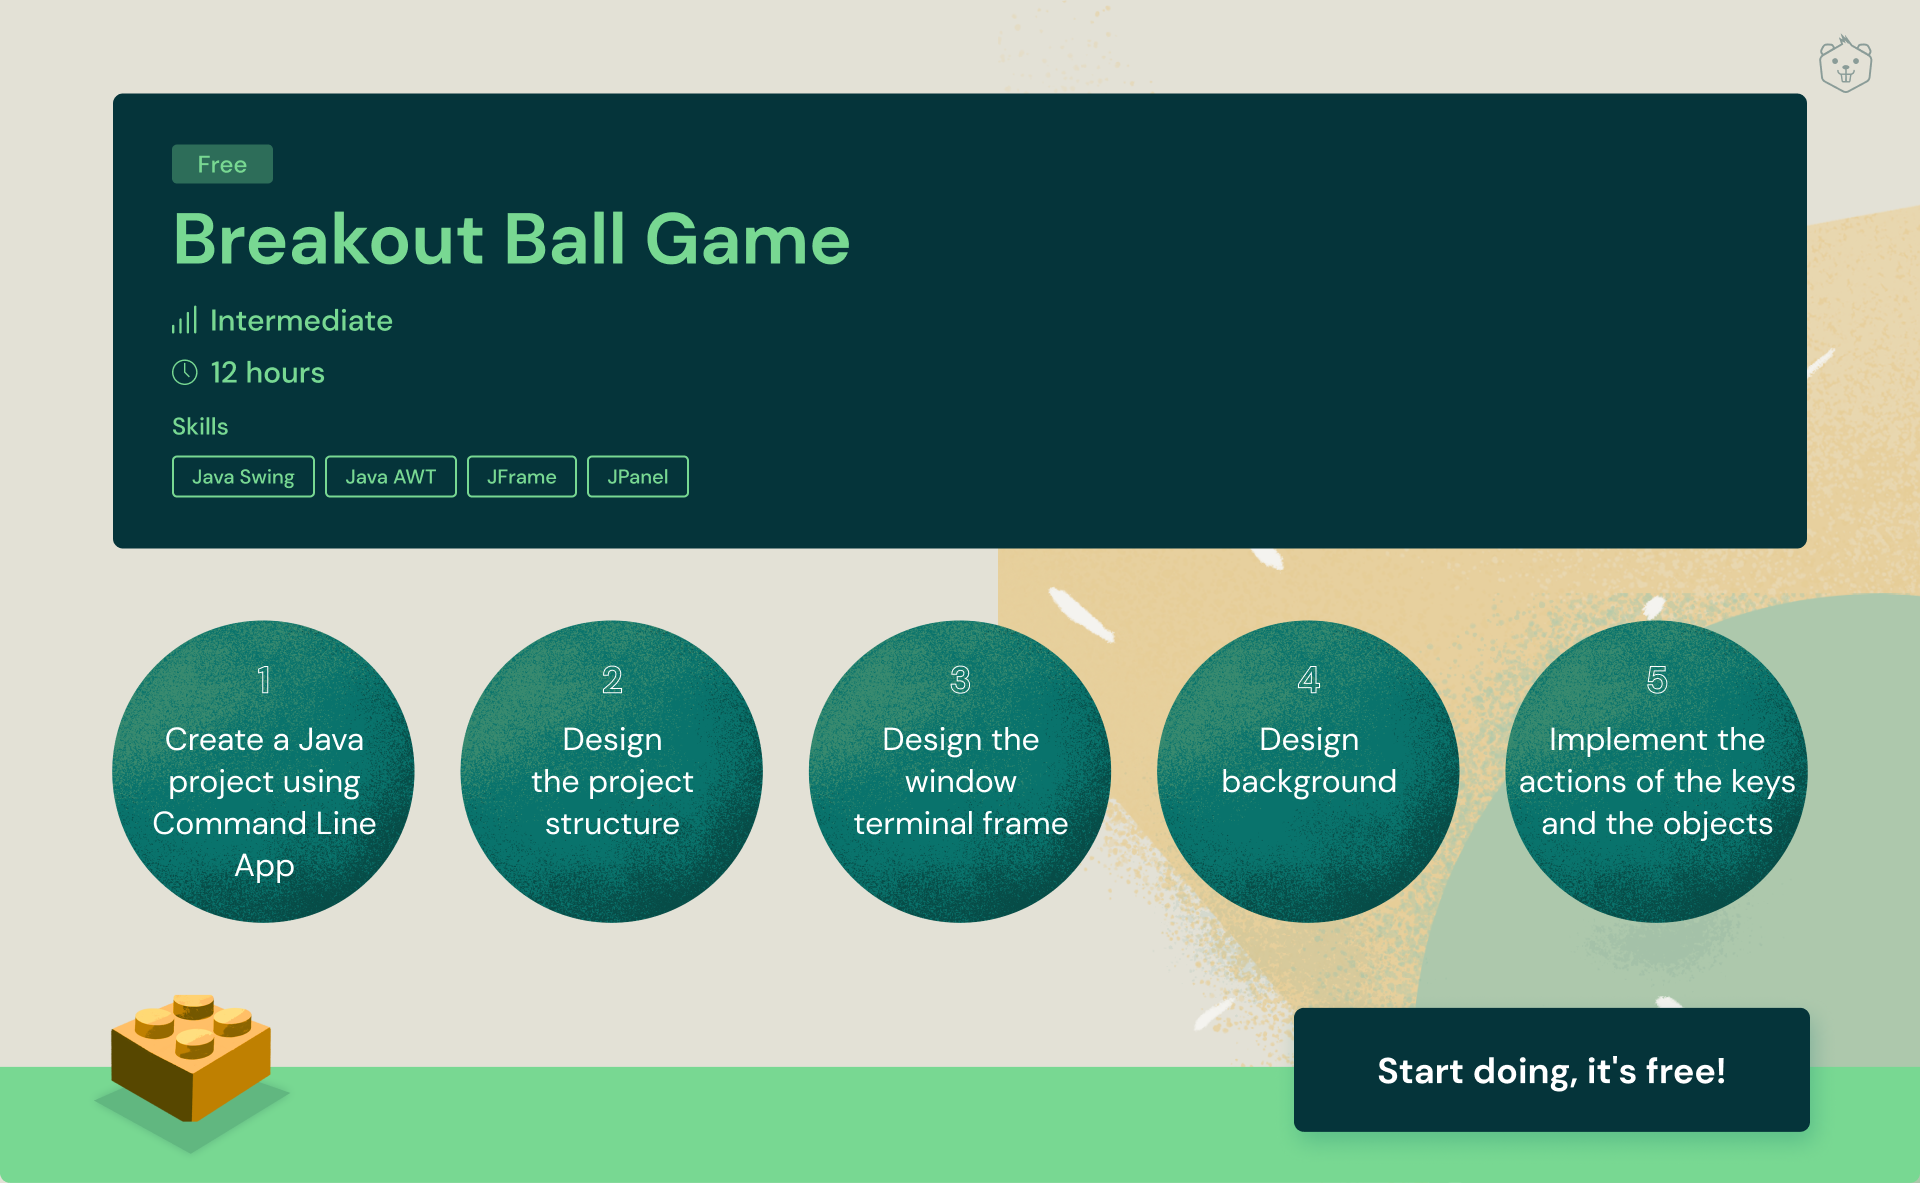 Free
Breakout Ball Game
Intermediate
12 hours
Skills
Java Swing
Java AWT
JFrame
JPanel
1
Create a Java
project using
Command Line
App
2
Design
the project
structure
3
Design the
window
terminal frame
4
Design
background
5
Implement the
actions of the keys
and the objects
Start doing, it's free!